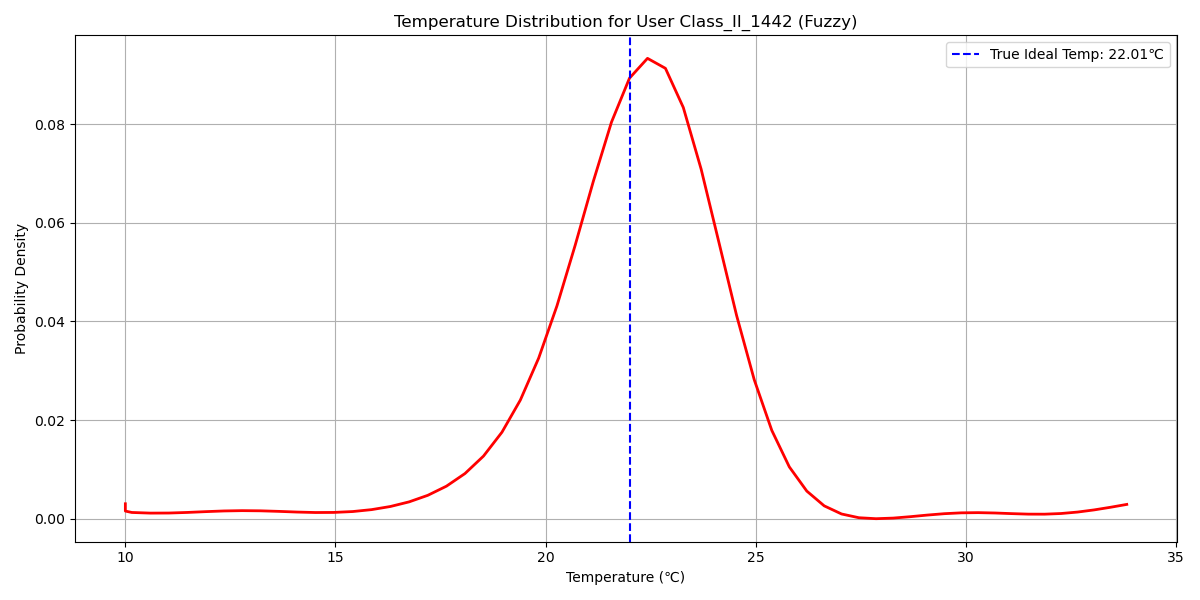 Temperature Distribution for User Class_II_1442 (Fuzzy)
True Ideal Temp: 22.01℃
Probability Density
0.08
0.06
0.04
0.02
0.00
10
15
20
25
30
35
Temperature (℃)